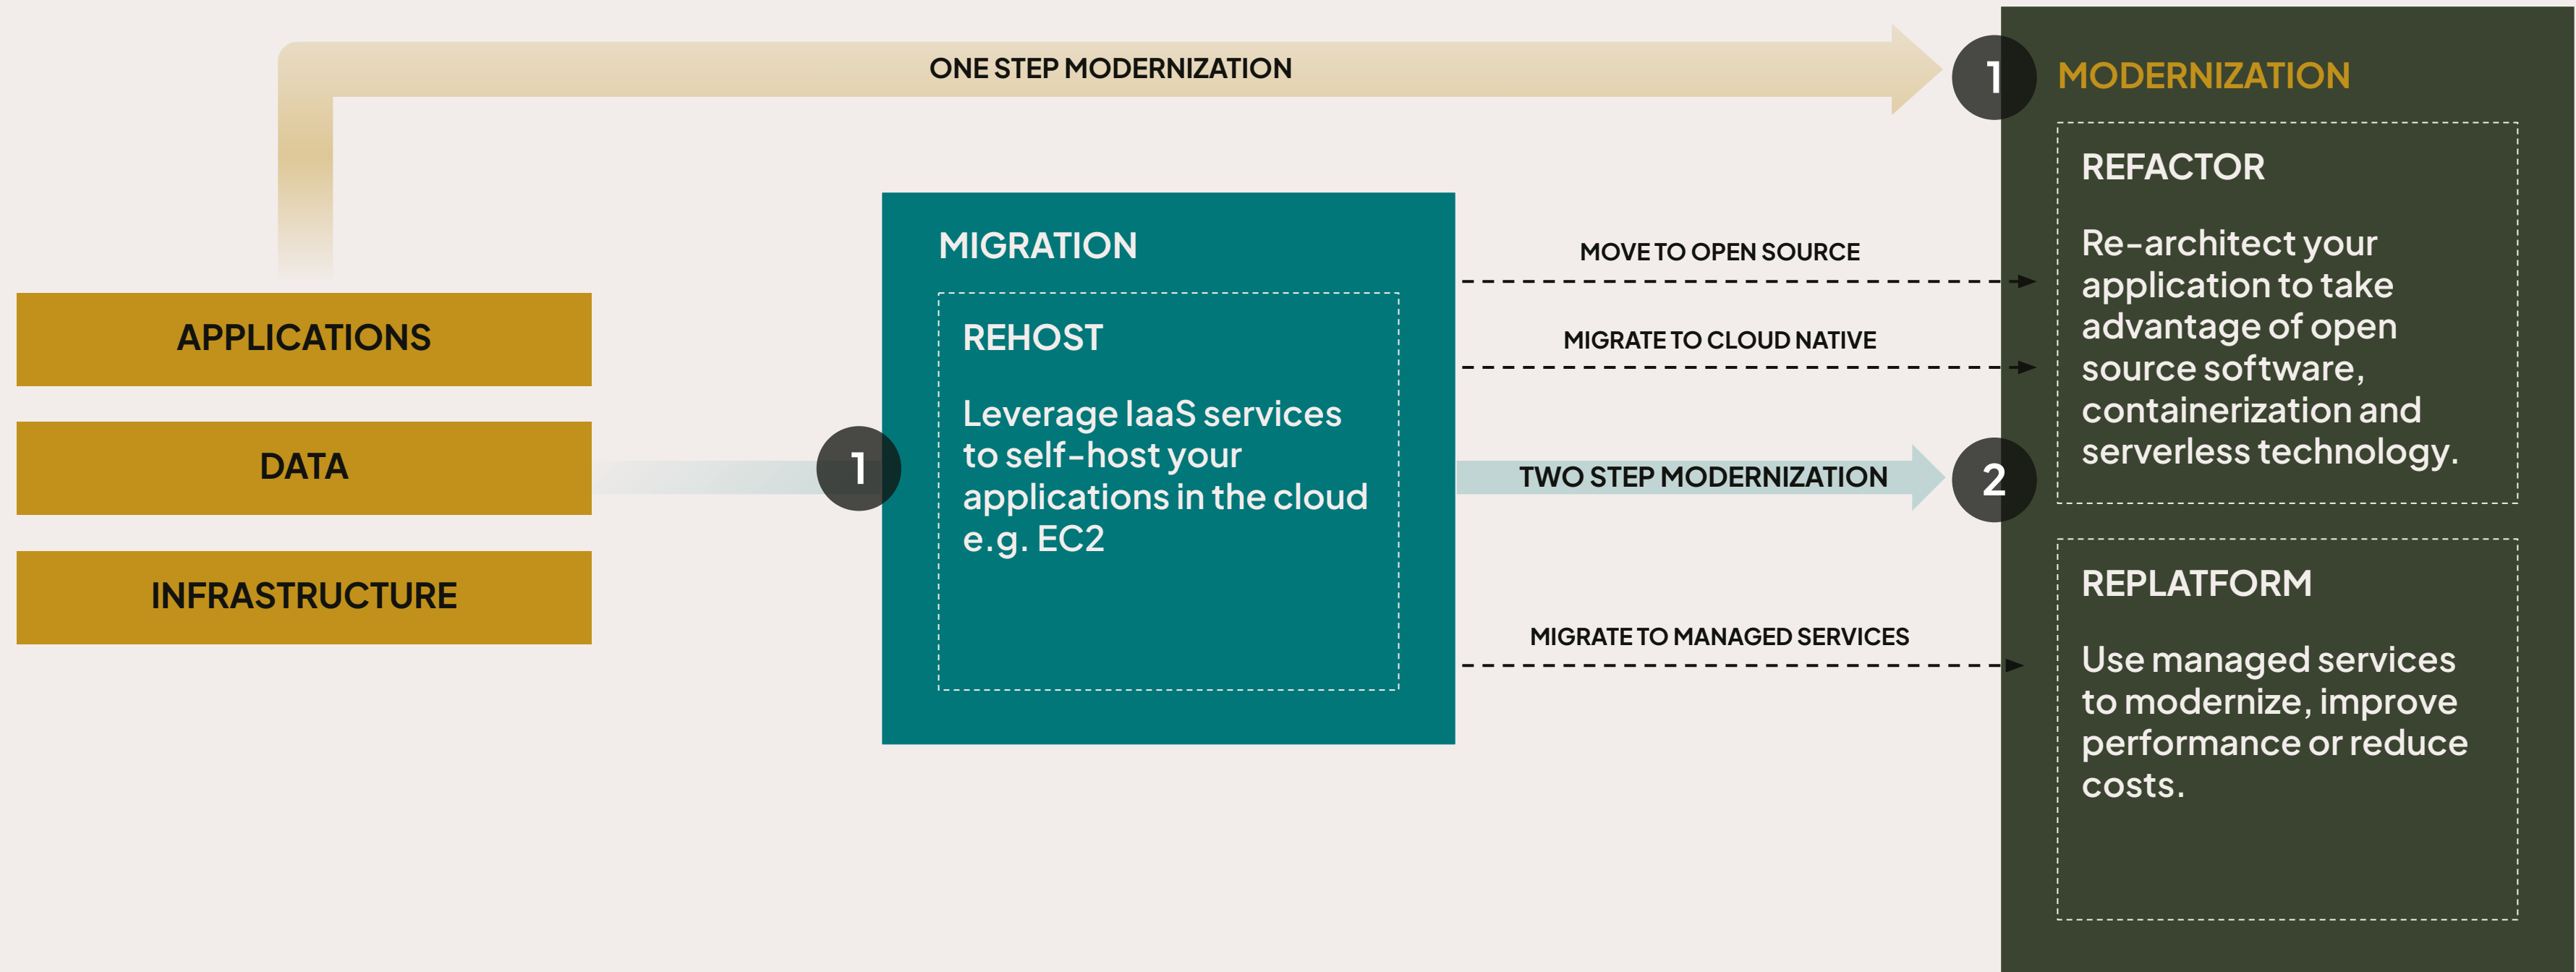 ONE STEP MODERNIZATION
1
MODERNIZATION
REFACTOR
Re-architect your
application to take
advantage of open
source software,
containerization and
serverless technology.
MIGRATION
REHOST
Leverage IaaS services
to self-host your
applications in the cloud
e.g. EC2
MOVE TO OPEN SOURCE
MIGRATE TO CLOUD NATIVE
APPLICATIONS
DATA
INFRASTRUCTURE
1
TWO STEP MODERNIZATION
2
MIGRATE TO MANAGED SERVICES
REPLATFORM
Use managed services
to modernize, improve
performance or reduce
costs.